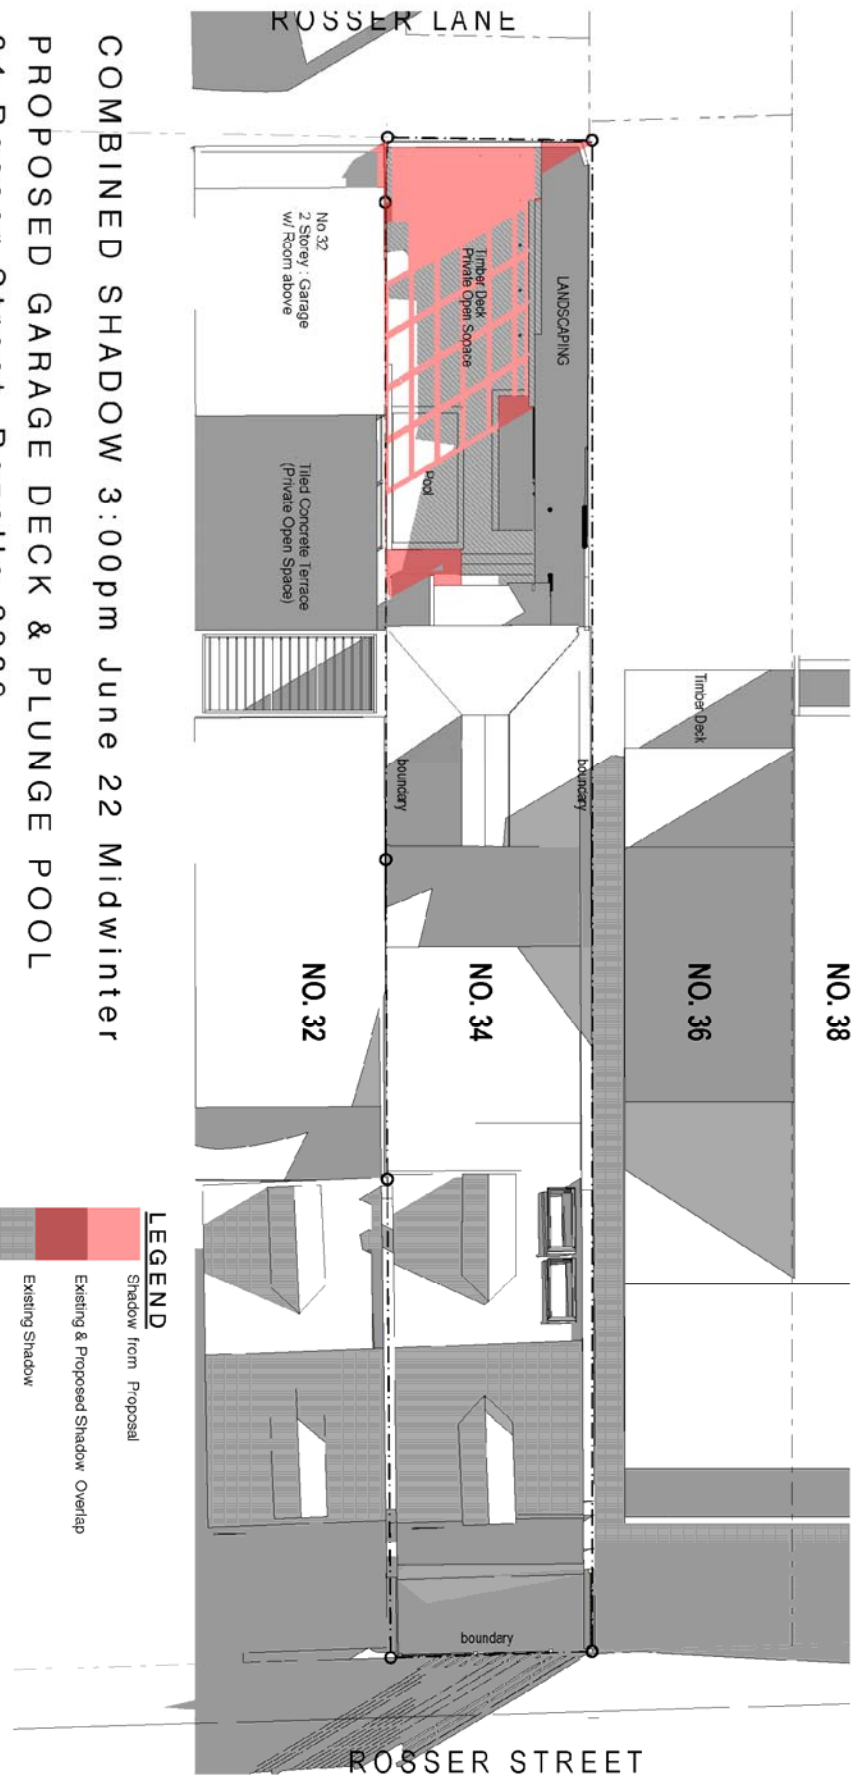 ROSSER LANE
No.32
2 Storey : Garage
w/ Room above
Timber Deck
Private Open Sopace
LANDSCAPING
Tiled Concrete Terrace
(Private Open Space)
Pool
Timber Deck
boundary
boundary
NO. 32
NO. 34
NO. 36
NO. 38
boundary
ROSSER STREET
COMBINED SHADOW 3:00pm June 22 Midwinter
PROPOSED GARAGE DECK & PLUNGE POOL
LEGEND
Shadow from Proposal
Existing & Proposed Shadow Overlap
Existing Shadow